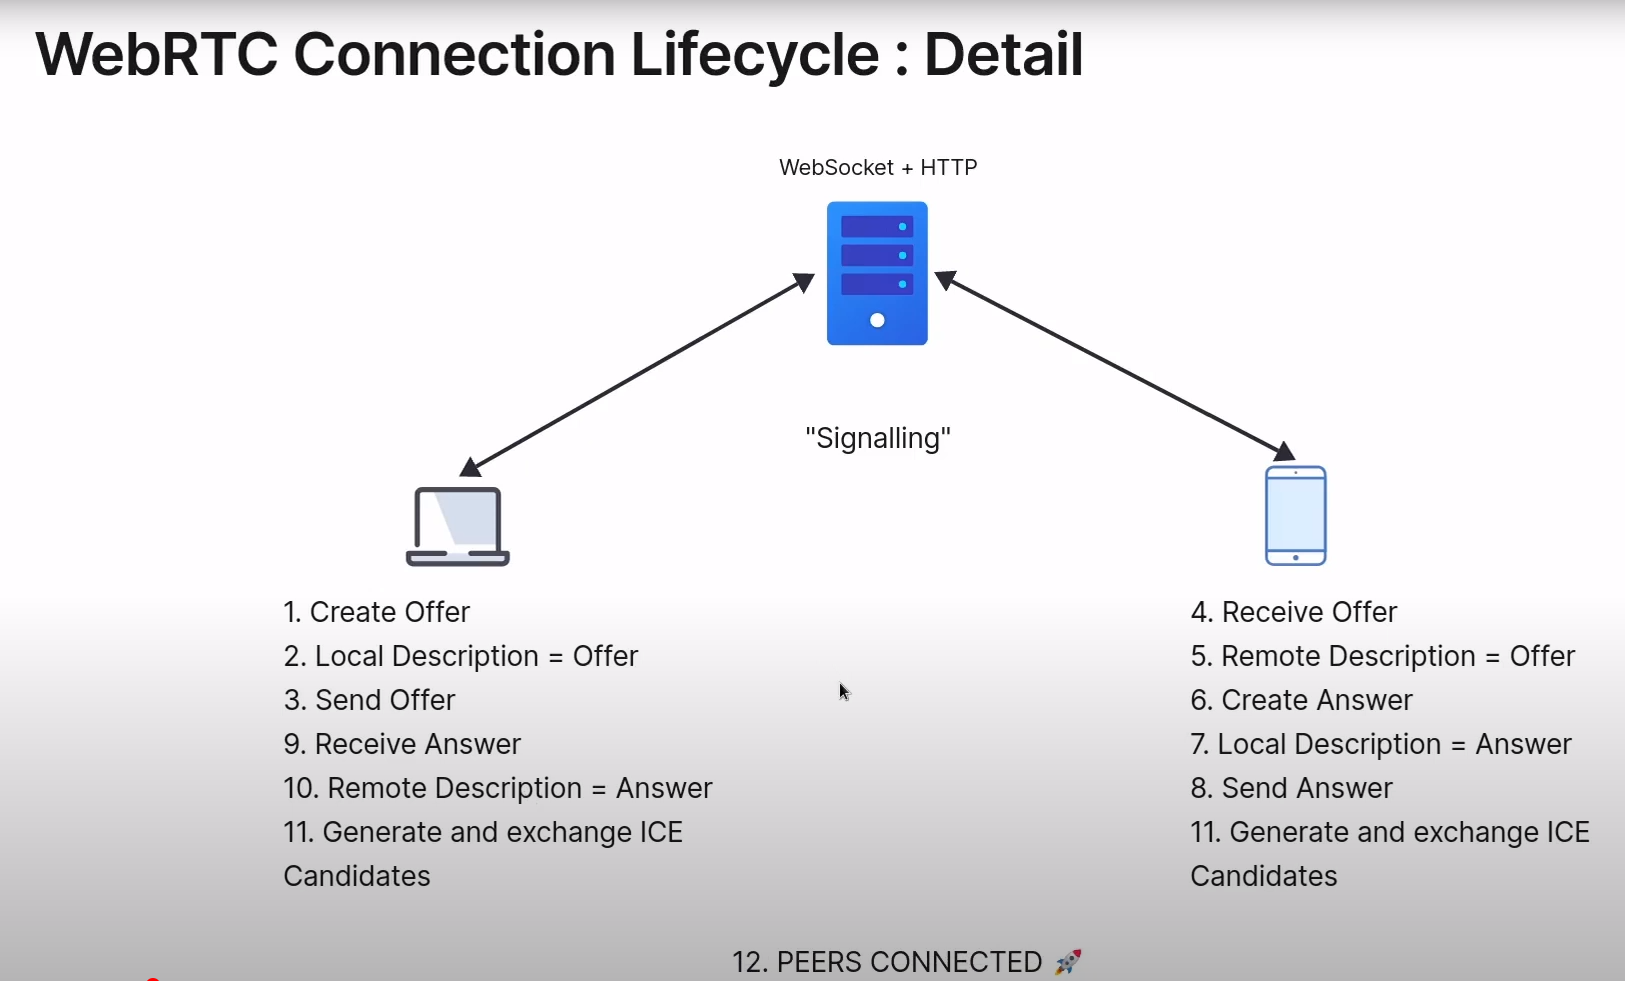 WebRTC Connection Lifecycle : Detail
WebSocket + HTTP
"Signalling"
1. Create Offer
2. Local Description = Offer
3. Send Offer
9. Receive Answer
10. Remote Description = Answer
11. Generate and exchange ICE
Candidates
4. Receive Offer
5. Remote Description = Offer
6. Create Answer
7. Local Description = Answer
8. Send Answer
11. Generate and exchange ICE
Candidates
12. PEERS CONNECTED 🚀